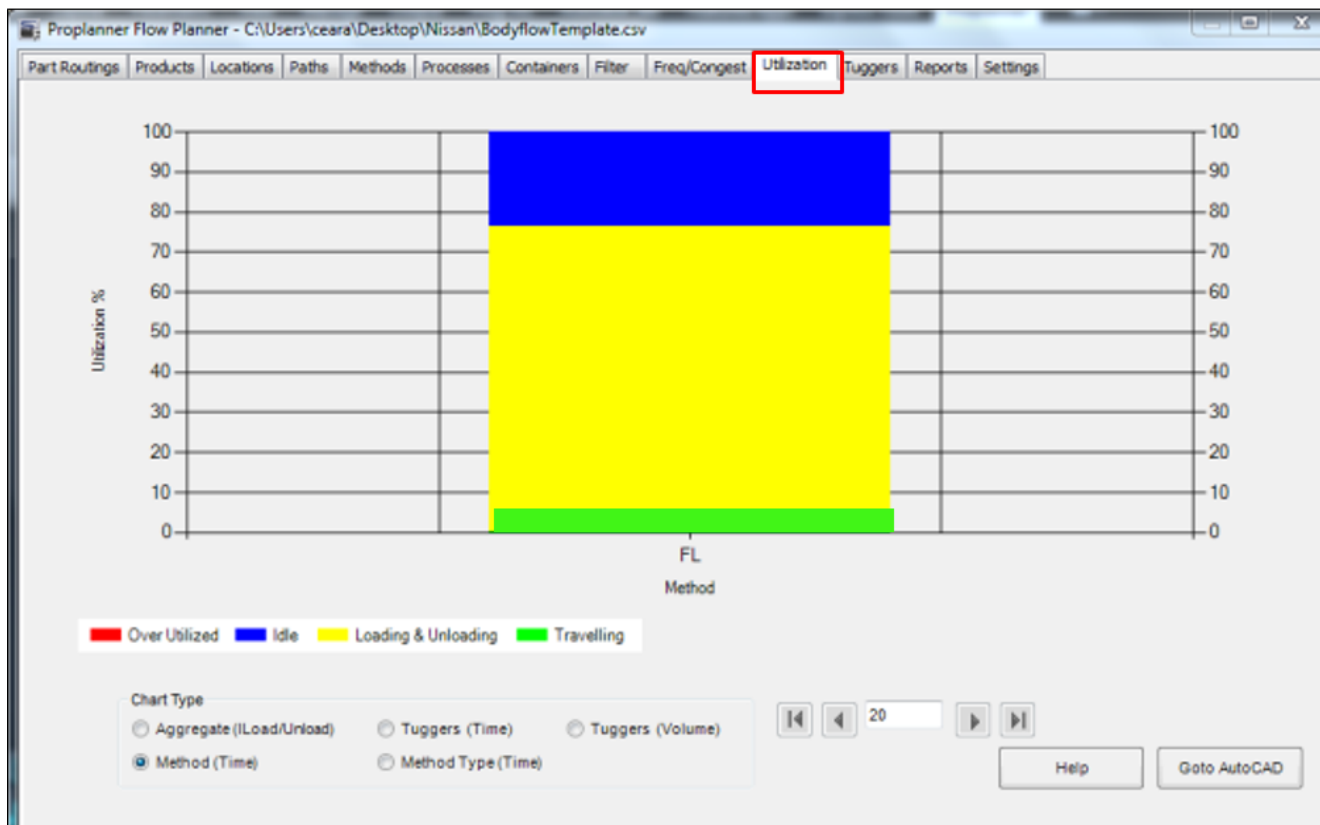 Proplanner Flow Planner - C:\Users\ceara\Desktop\Nissan\BodyflowTemplate.csv
Part Routings Products Locations Paths Methods Processes Containers Filter Freq/Congest Utilization Tuggers Reports Settings
100 100
90 90
80 80
70 70
60 60
50 50
40 40
30 30
20 20
10 10
0 0
Utilization %
FL
Method
Over Utilized Idle Loading & Unloading Travelling
Chart Type
Aggregate (lLoad/Unload) Tuggers (Time) Tuggers (Volume)
Method (Time) Method Type (Time)
20
Help Goto AutoCAD